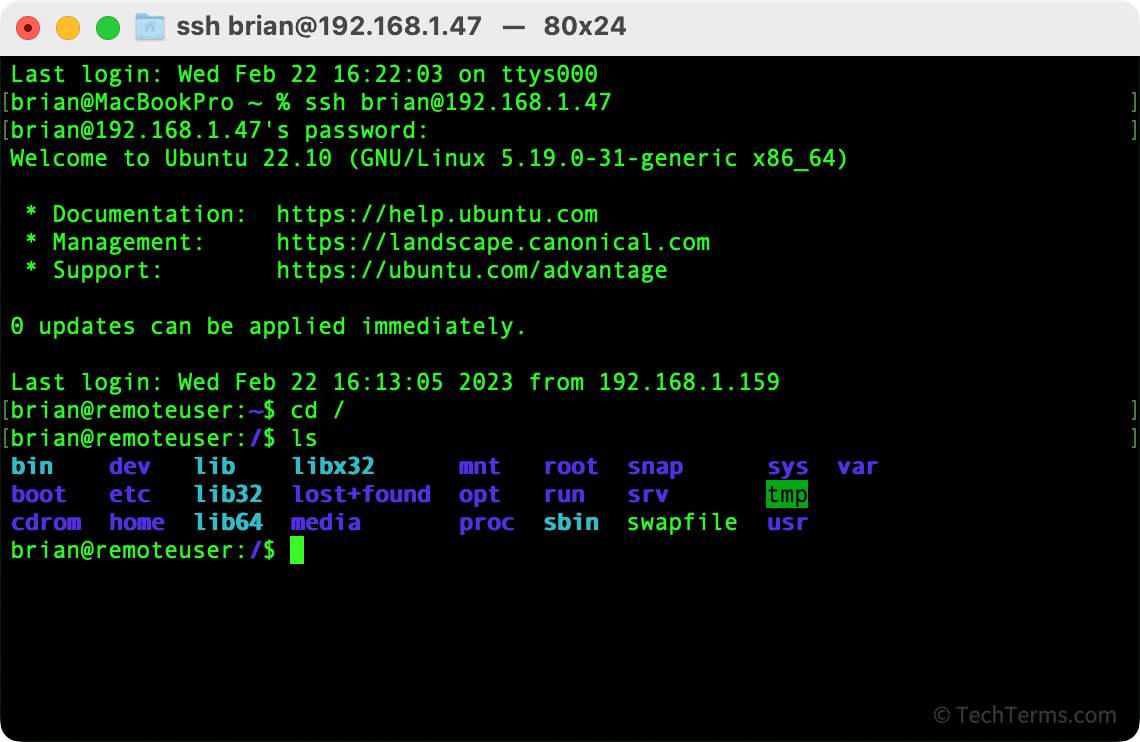 ssh brian@192.168.1.47 — 80x24
Last login: Wed Feb 22 16:22:03 on ttys000
[brian@MacBookPro ~ % ssh brian@192.168.1.47 ]
[brian@192.168.1.47's password: ]
Welcome to Ubuntu 22.10 (GNU/Linux 5.19.0-31-generic x86_64)
* Documentation: https://help.ubuntu.com
* Management: https://landscape.canonical.com
* Support: https://ubuntu.com/advantage
0 updates can be applied immediately.
Last login: Wed Feb 22 16:13:05 2023 from 192.168.1.159
[brian@remoteuser:~$ cd / ]
[brian@remoteuser:/$ ls ]
bin dev lib libx32 mnt root snap sys var
boot etc lib32 lost+found opt run srv tmp
cdrom home lib64 media proc sbin swapfile usr
brian@remoteuser:/$
© TechTerms.com